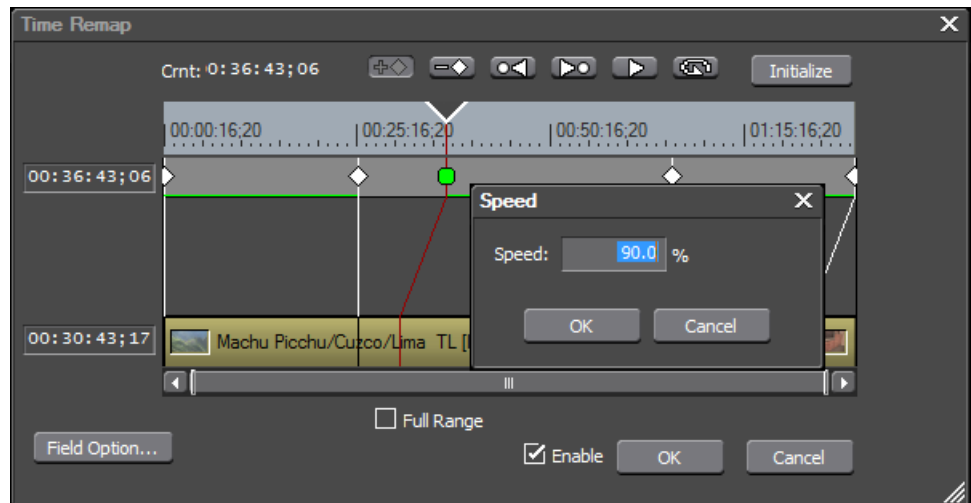 Time Remap
Crnt: 0:36:43;06
Initialize
00:00:16;20 00:25:16;20 00:50:16;20 01:15:16;20
00:36:43;06
Speed
Speed: 90.0 %
OK Cancel
00:30:43;17
Machu Picchu/Cuzco/Lima TL
Full Range
Field Option...
Enable OK Cancel